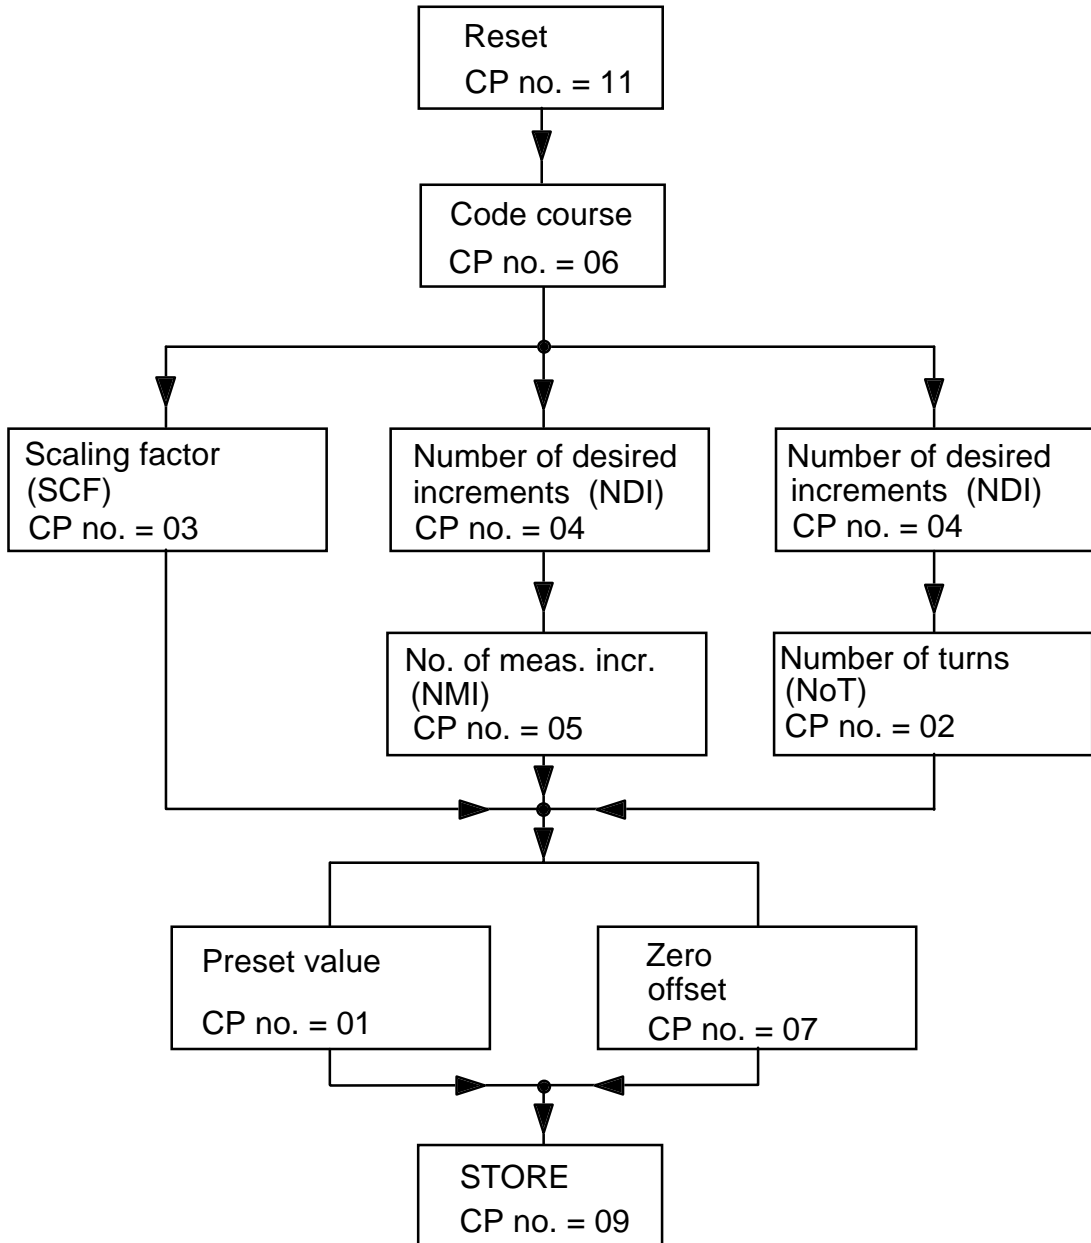 Reset
CP no. = 11
Code course
CP no. = 06
Scaling factor
(SCF)
CP no. = 03
Number of desired
increments (NDI)
CP no. = 04
Number of desired
increments (NDI)
CP no. = 04
No. of meas. incr.
(NMI)
CP no. = 05
Number of turns
(NoT)
CP no. = 02
Preset value
CP no. = 01
Zero
offset
CP no. = 07
STORE
CP no. = 09